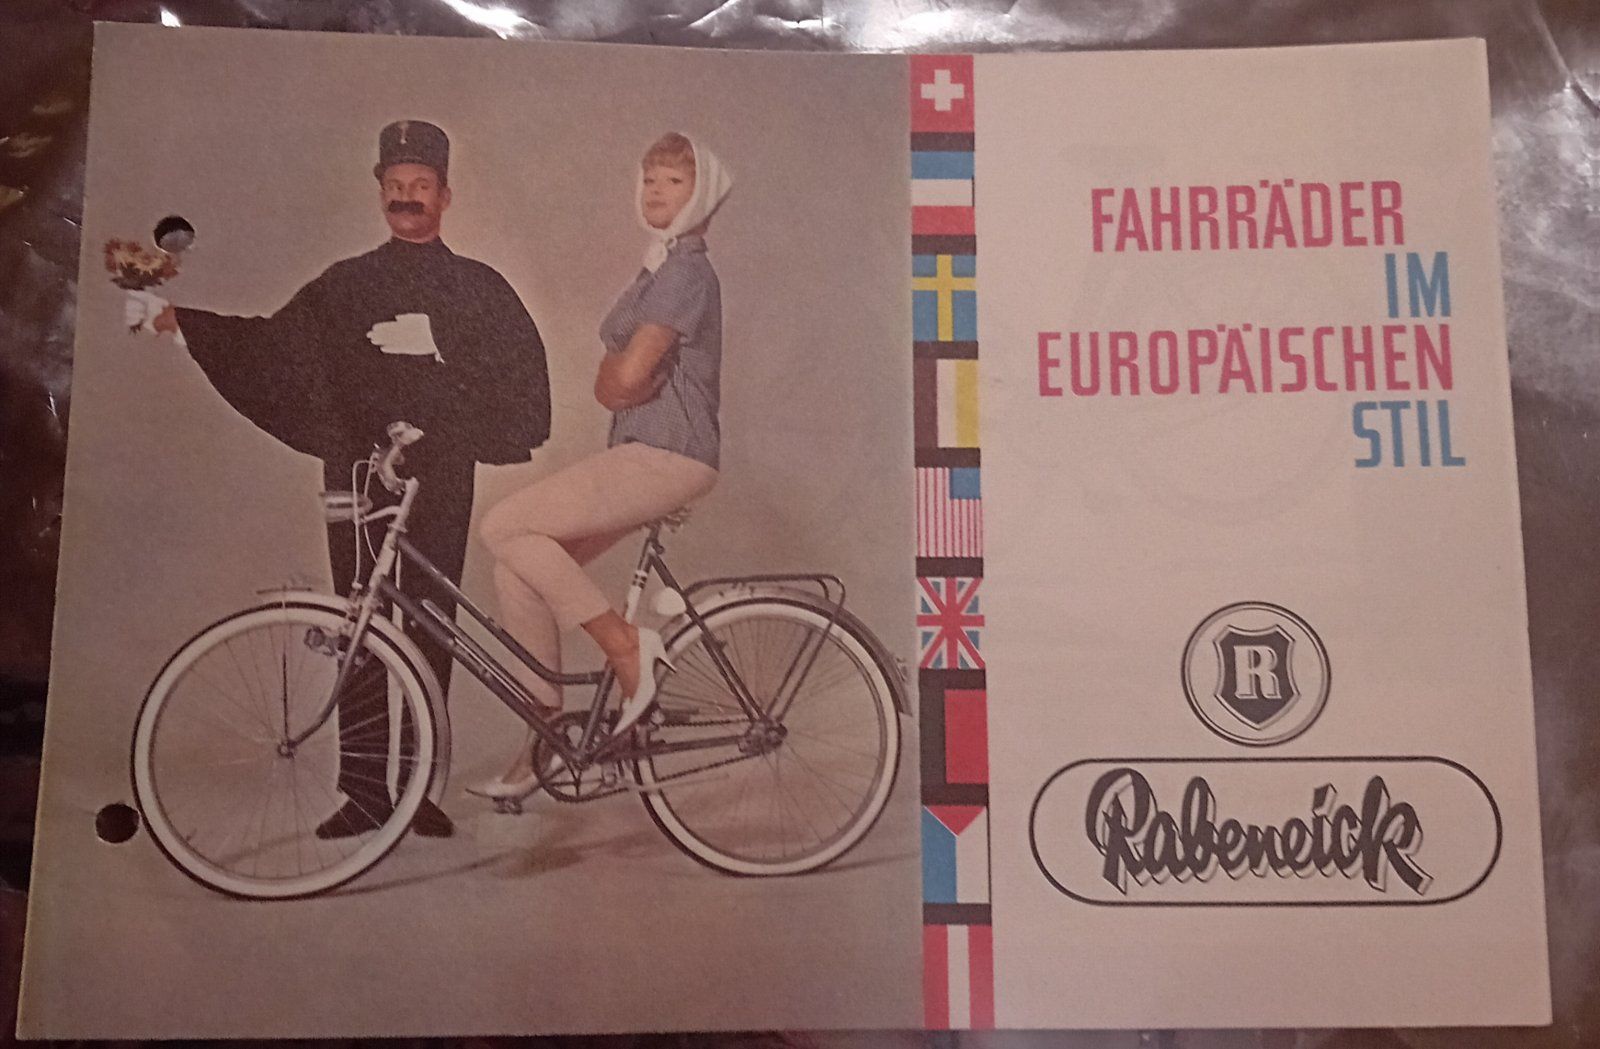 FAHRRÄDER
IM
EUROPÄISCHEN
STIL
R
Rabeneick